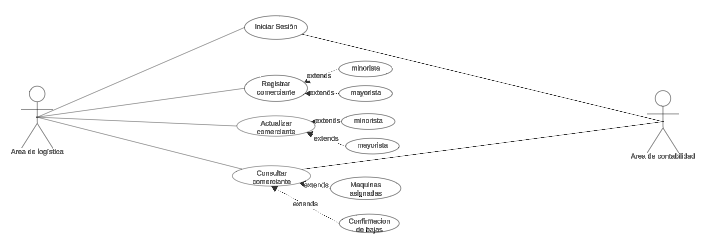 Iniciar Sesión
Registrar
comerciante
extends
minorista
extends
mayorista
Actualizar
comerciante
extends
minorista
extends
mayorista
Area de logistica
Area de contabilidad
Consultar
comerciante
extends
Maquinas
asignadas
extends
Confirmacion
de bajas